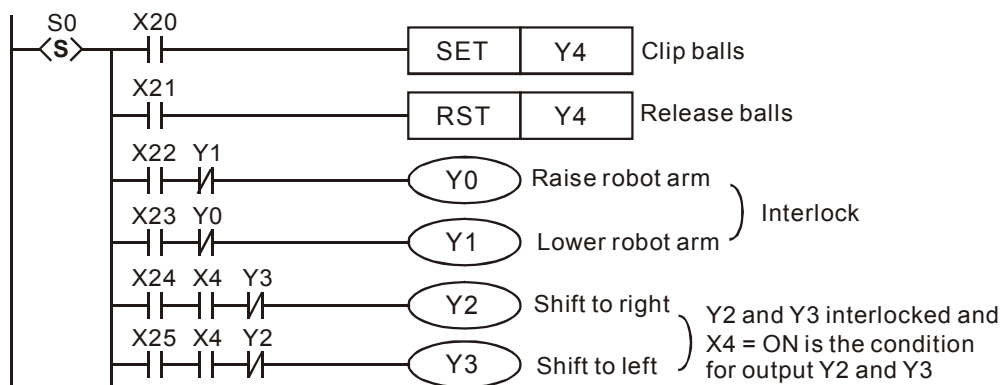 S0 X20
S SET Y4 Clip balls
X21
RST Y4 Release balls
X22 Y1
Y0 Raise robot arm
Interlock
X23 Y0
Y1 Lower robot arm
X24 X4 Y3
Y2 Shift to right
Y2 and Y3 interlocked and
X4 = ON is the condition
for output Y2 and Y3
X25 X4 Y2
Y3 Shift to left